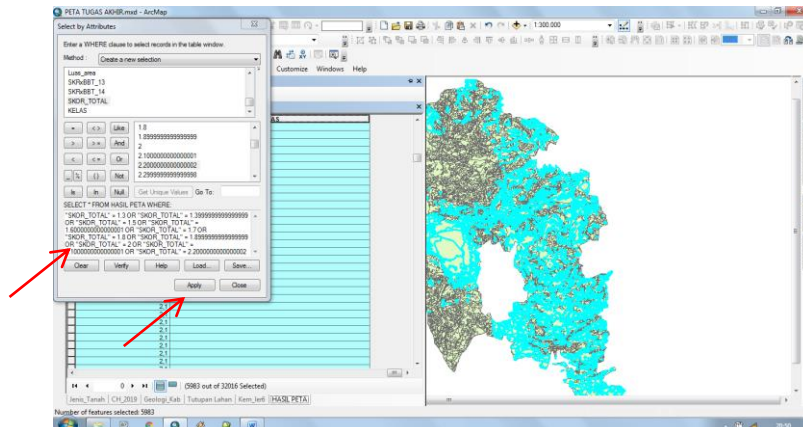 PETA TUGAS AKHIR.mxd - ArcMap
Select by Attributes
1:300.000
Enter a WHERE clause to select records in the table window.
Method : Create a new selection
Customize Windows Help
Luas_area
SKRxBBT_13
SKRxBBT_14
SKOR_TOTAL
KELAS
= < > Like
> > = And
< < = Or
_ % ( ) Not
1.8
1.8999999999999999
2
2.1000000000000001
2.2000000000000002
2.2999999999999998
Is In Null Get Unique Values Go To:
SELECT * FROM HASIL PETA WHERE:
"SKOR_TOTAL" = 1.3 OR "SKOR_TOTAL" = 1.3999999999999999
OR "SKOR_TOTAL" = 1.5 OR "SKOR_TOTAL" =
1.6000000000000001 OR "SKOR_TOTAL" = 1.7 OR
"SKOR_TOTAL" = 1.8 OR "SKOR_TOTAL" = 1.8999999999999999
OR "SKOR_TOTAL" = 2 OR "SKOR_TOTAL" =
2.1000000000000001 OR "SKOR_TOTAL" = 2.2000000000000002
Clear Verify Help Load... Save...
Apply Close
2,1
2,1
2,1
2,1
2,1
2,1
2,1
2,1
0 (5983 out of 32016 Selected)
Jenis_Tanah CH_2019 Geologi_Kab Tutupan Lahan HASIL PETA
Number of features selected: 5983